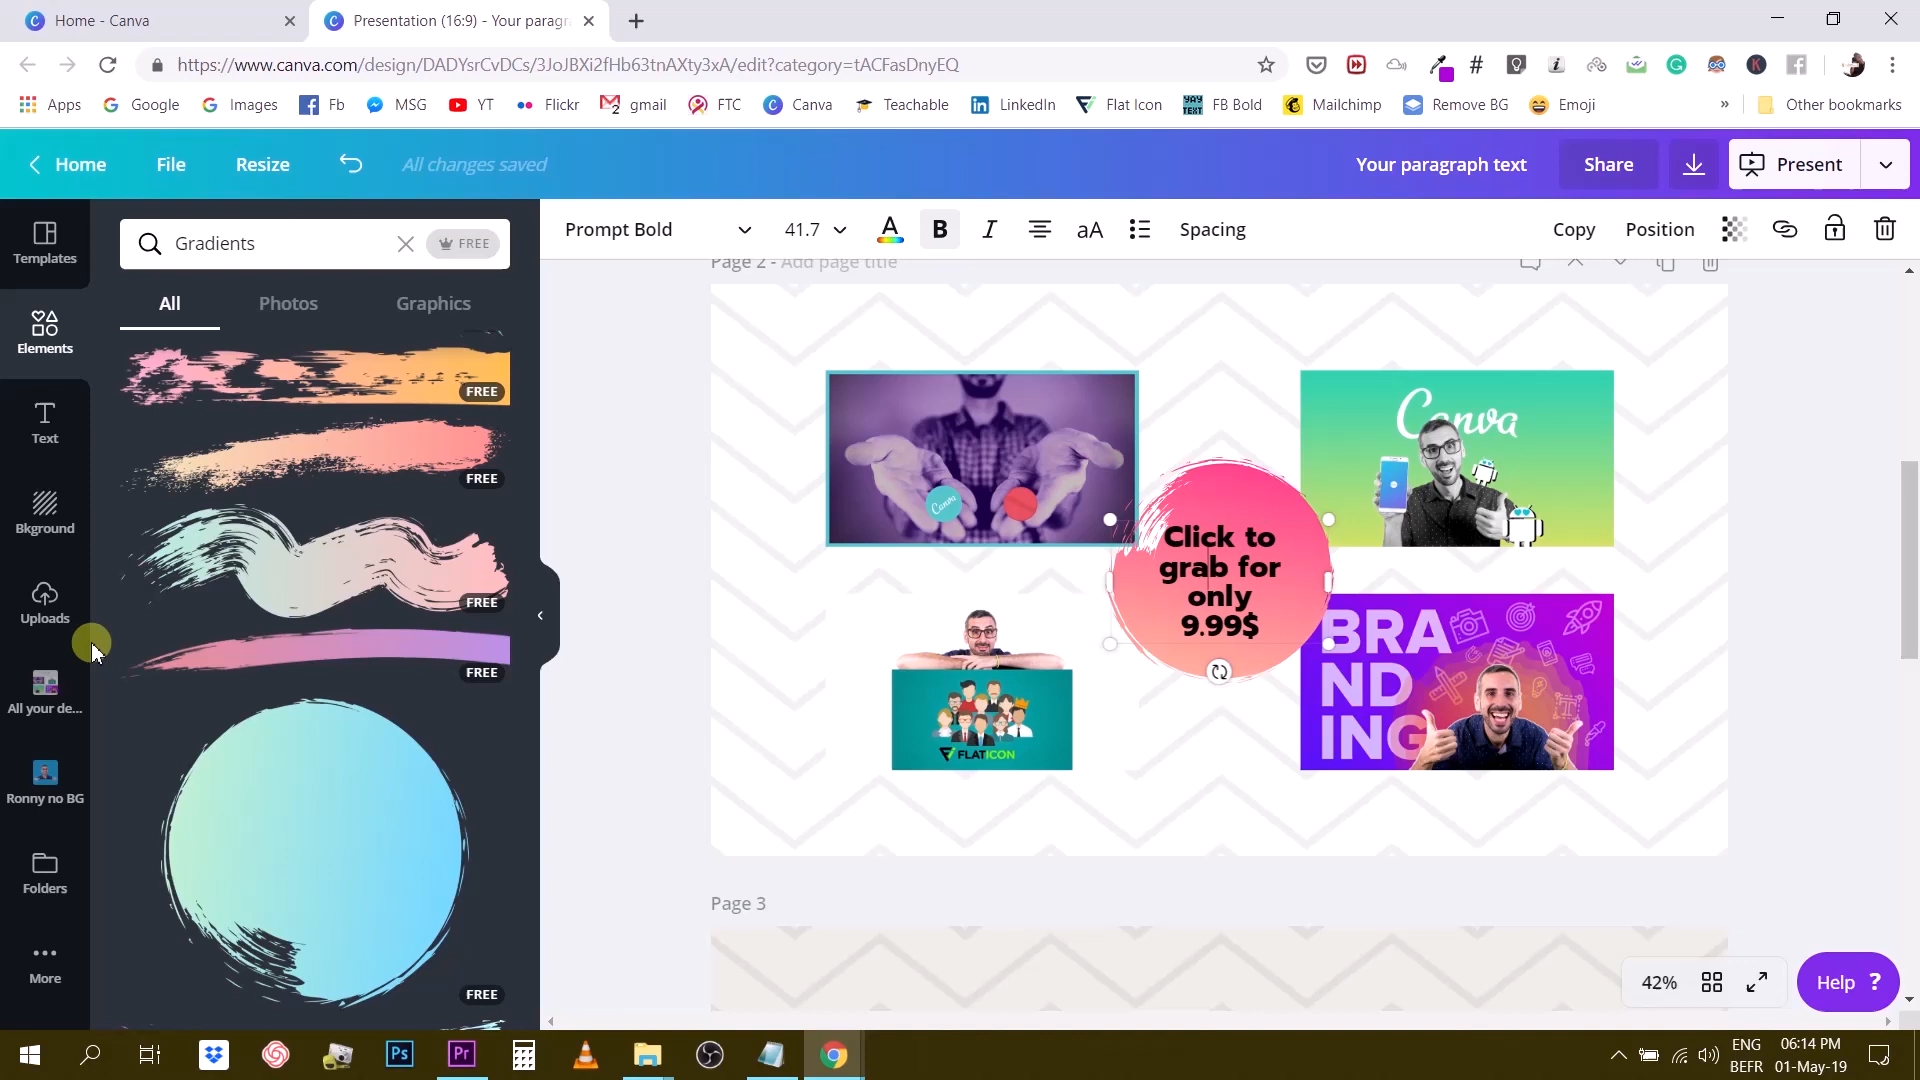 Home - Canva
Presentation (16:9) - Your paragr
https://www.canva.com/design/DADYsrCvDCs/3JoJBXi2fHb63tnAXty3xA/edit?category=tACFasDnyEQ
Apps
Google
Images
Fb
MSG
YT
Flickr
gmail
FTC
Canva
Teachable
LinkedIn
Flat Icon
FB Bold
Mailchimp
Remove BG
Emoji
»
Other bookmarks
Home
File
Resize
All changes saved
Your paragraph text
Share
Present
Templates
Elements
Text
Bkground
Uploads
All your de...
Ronny no BG
Folders
More
Gradients
FREE
All
Photos
Graphics
FREE
FREE
FREE
FREE
FREE
Prompt Bold
41.7
A
B
I
aA
Spacing
Copy
Position
Page 2 - Add page title
Canva
Canva
Click to
grab for
only
9.99$
FLATICON
BRA
ND
ING
Page 3
42%
Help ?
Ps
Pr
ENG
BEFR
06:14 PM
01-May-19